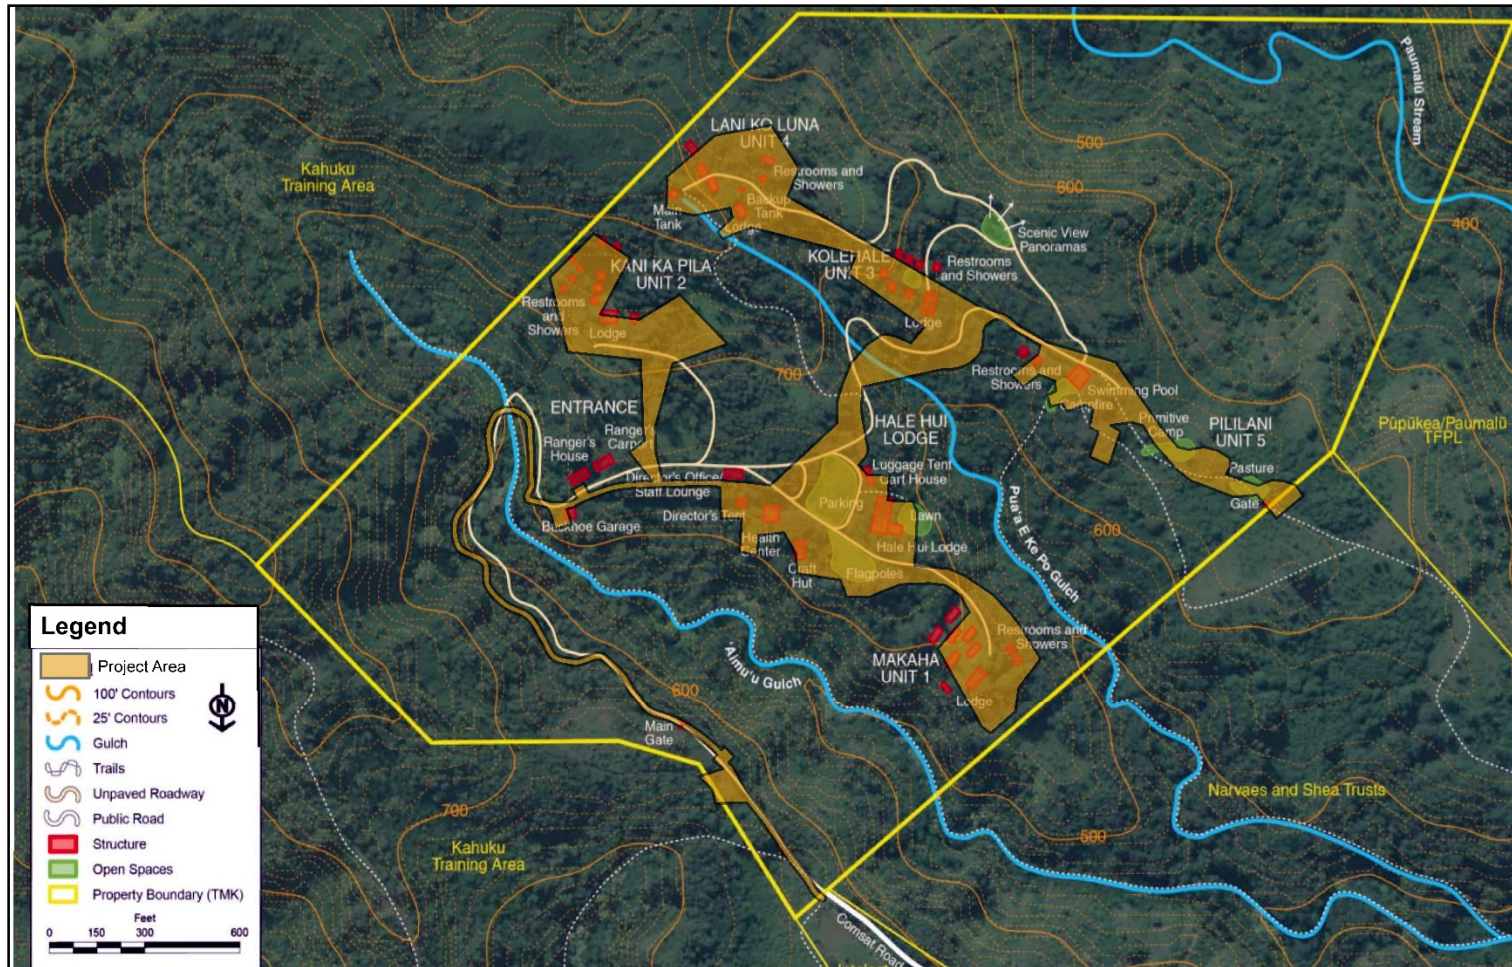 Paumalū Stream
500
600
400
Kahuku
Training Area
LANI KO LUNA
UNIT 4
Restrooms and
Showers
Main
Tank
Backup
Tank
Lodge
Scenic View
Panoramas
KOLEHALE
UNIT 3
Restrooms
and Showers
Lodge
KANI KA PILA
UNIT 2
Restrooms
and
Showers
Lodge
700
Restrooms and
Showers
Swimming Pool
Campfire
Primitive
Camp
PILILANI
UNIT 5
Pasture
Gate
Pūpūkea/Paumalū
TFPL
ENTRANCE
Ranger's
House
Ranger's
Carport
HALE HUI
LODGE
Luggage Tent
Cart House
Director's Office/
Staff Lounge
Parking
Director's Tent
Lawn
Backhoe Garage
Health
Center
Hale Hui Lodge
Craft
Hut
Flagpoles
Pua'a E Ke Po Gulch
600
'Aimu'u Gulch
Restrooms and
Showers
MAKAHA
UNIT 1
Lodge
600
Main
Gate
Narvaes and Shea Trusts
700
500
Kahuku
Training Area
Comsat Road
Legend
Project Area
100' Contours
25' Contours
Gulch
Trails
Unpaved Roadway
Public Road
Structure
Open Spaces
Property Boundary (TMK)
N
Feet
0 150 300 600